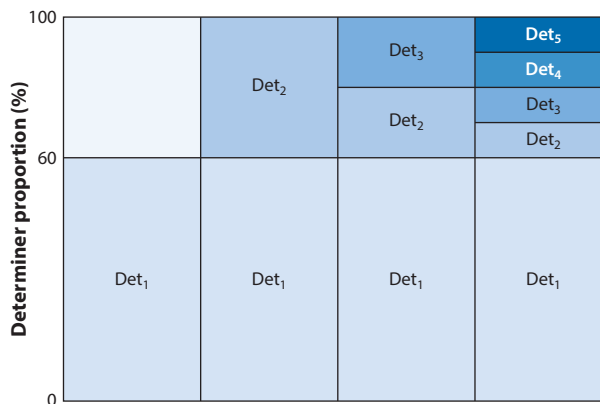 100
Det₅
Det₃
Det₄
Det₂
Det₃
Det₂
Det₂
60
Determiner proportion (%)
Det₁
Det₁
Det₁
Det₁
0